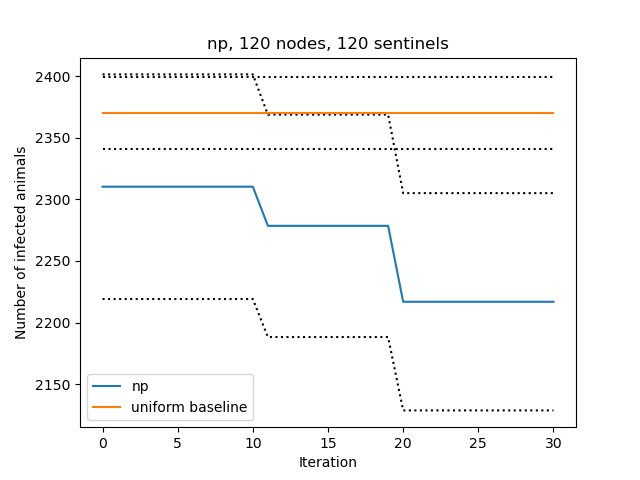 np, 120 nodes, 120 sentinels
2400
2350
2300
2250
2200
2150
Number of infected animals
np
uniform baseline
0 5 10 15 20 25 30
Iteration